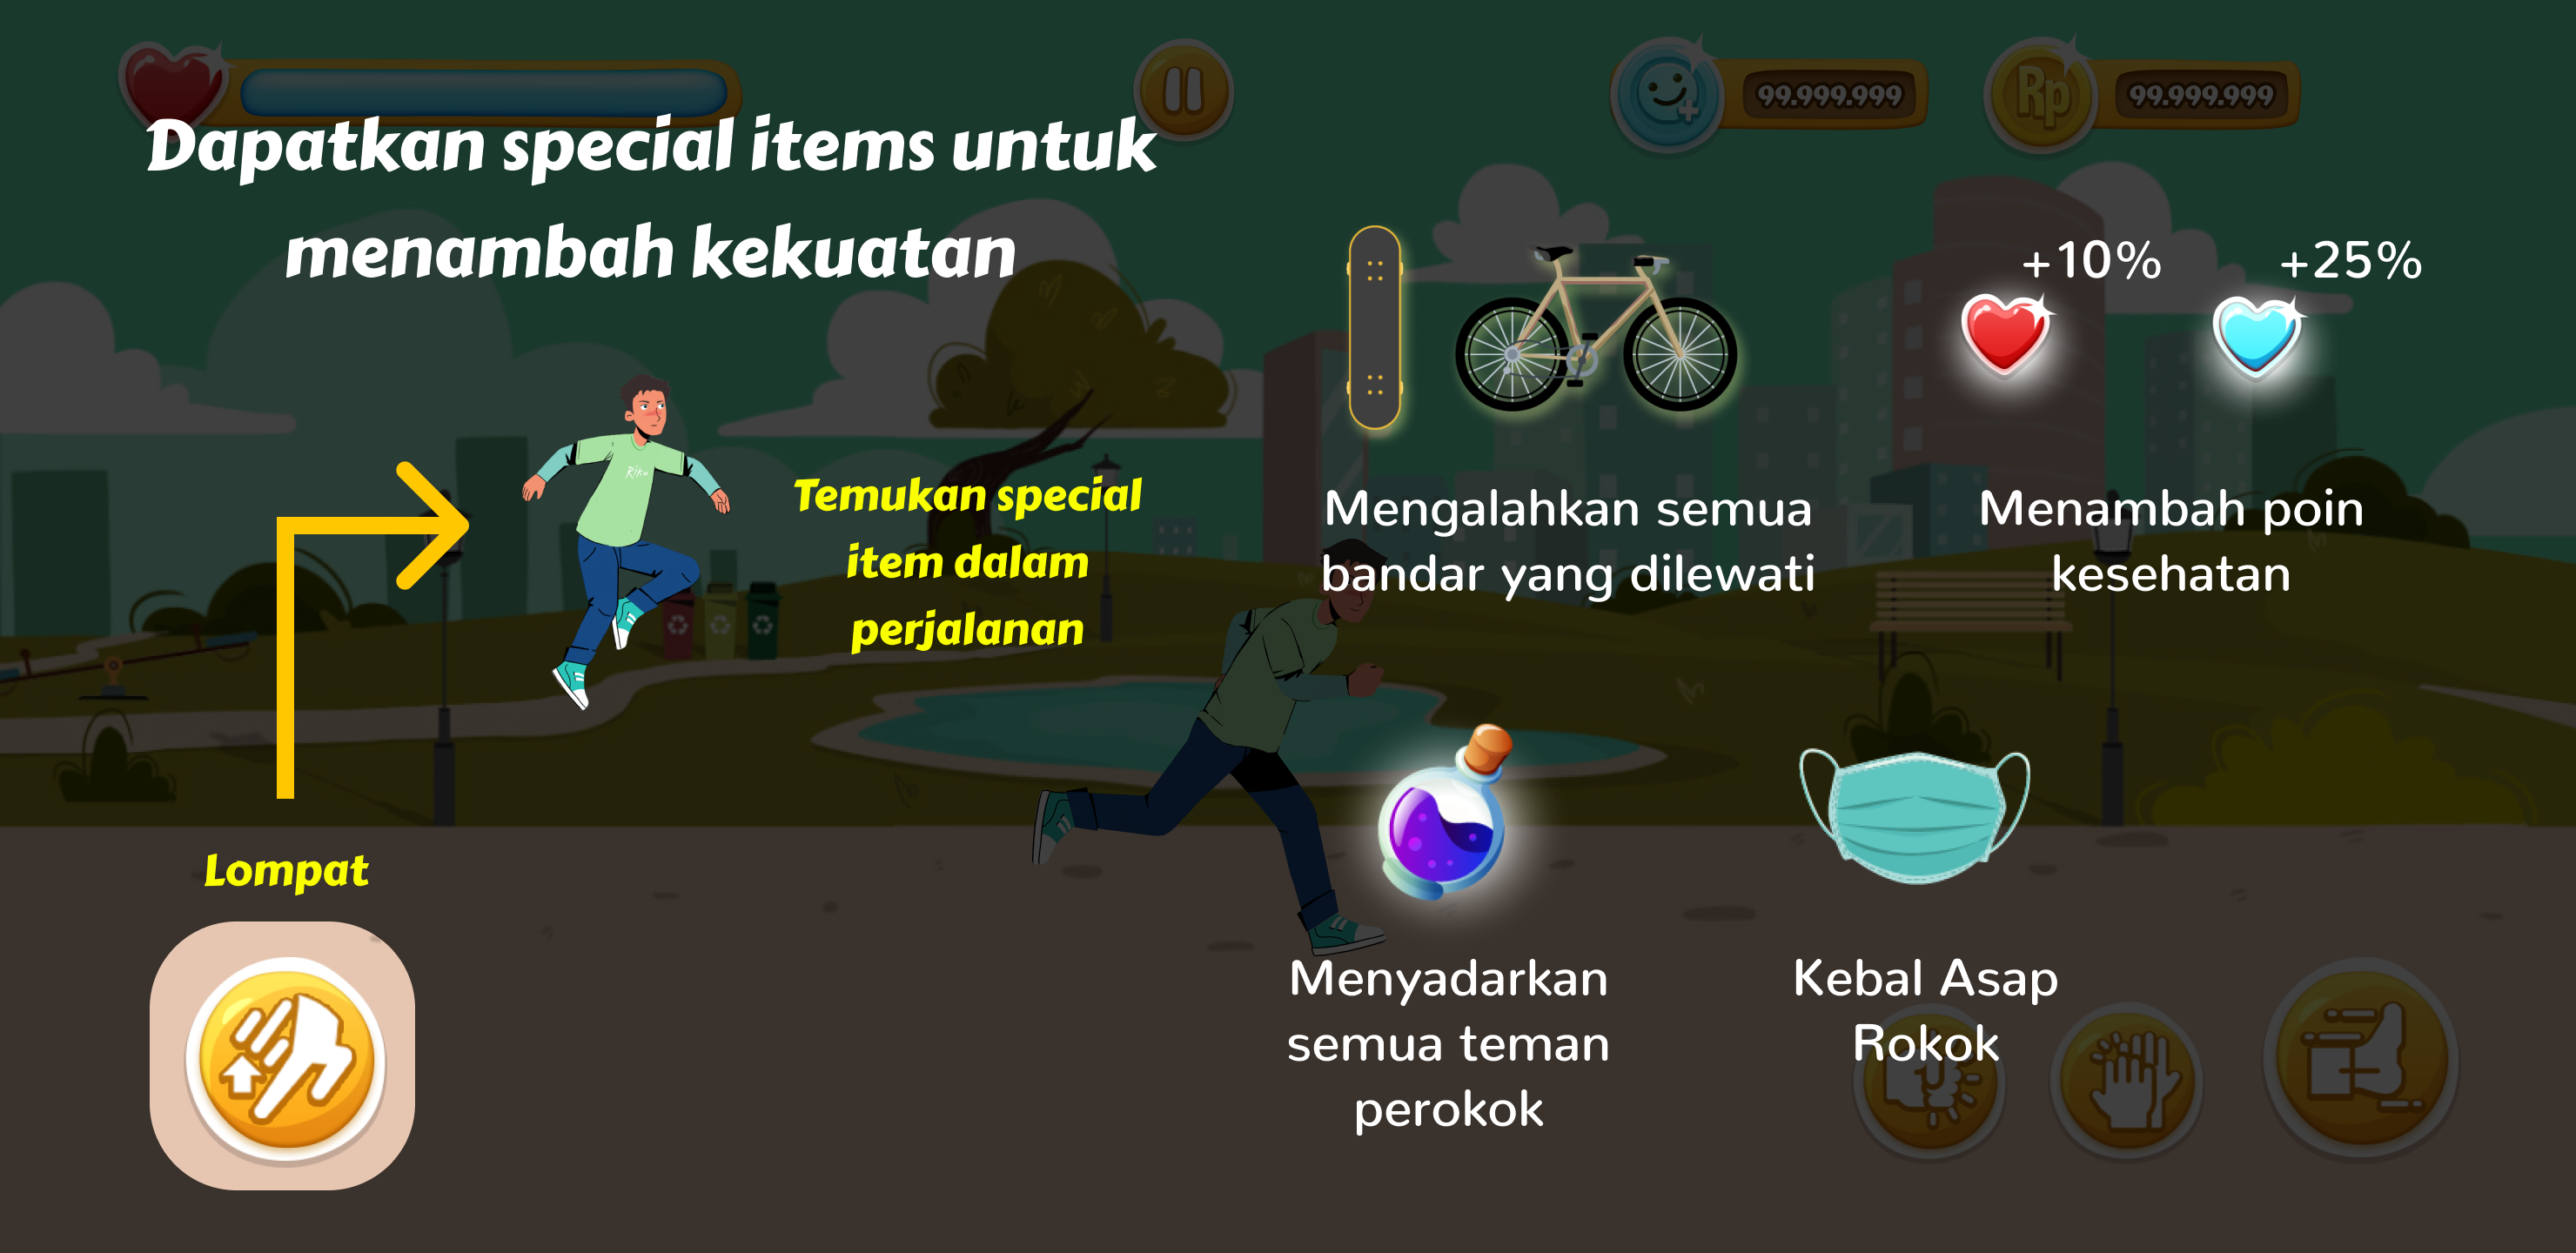 99.999.999
Rp
99.999.999
Dapatkan special items untuk
menambah kekuatan
+10%
+25%
Riko
Temukan special
item dalam
perjalanan
Mengalahkan semua
bandar yang dilewati
Menambah poin
kesehatan
Lompat
Menyadarkan
semua teman
perokok
Kebal Asap
Rokok